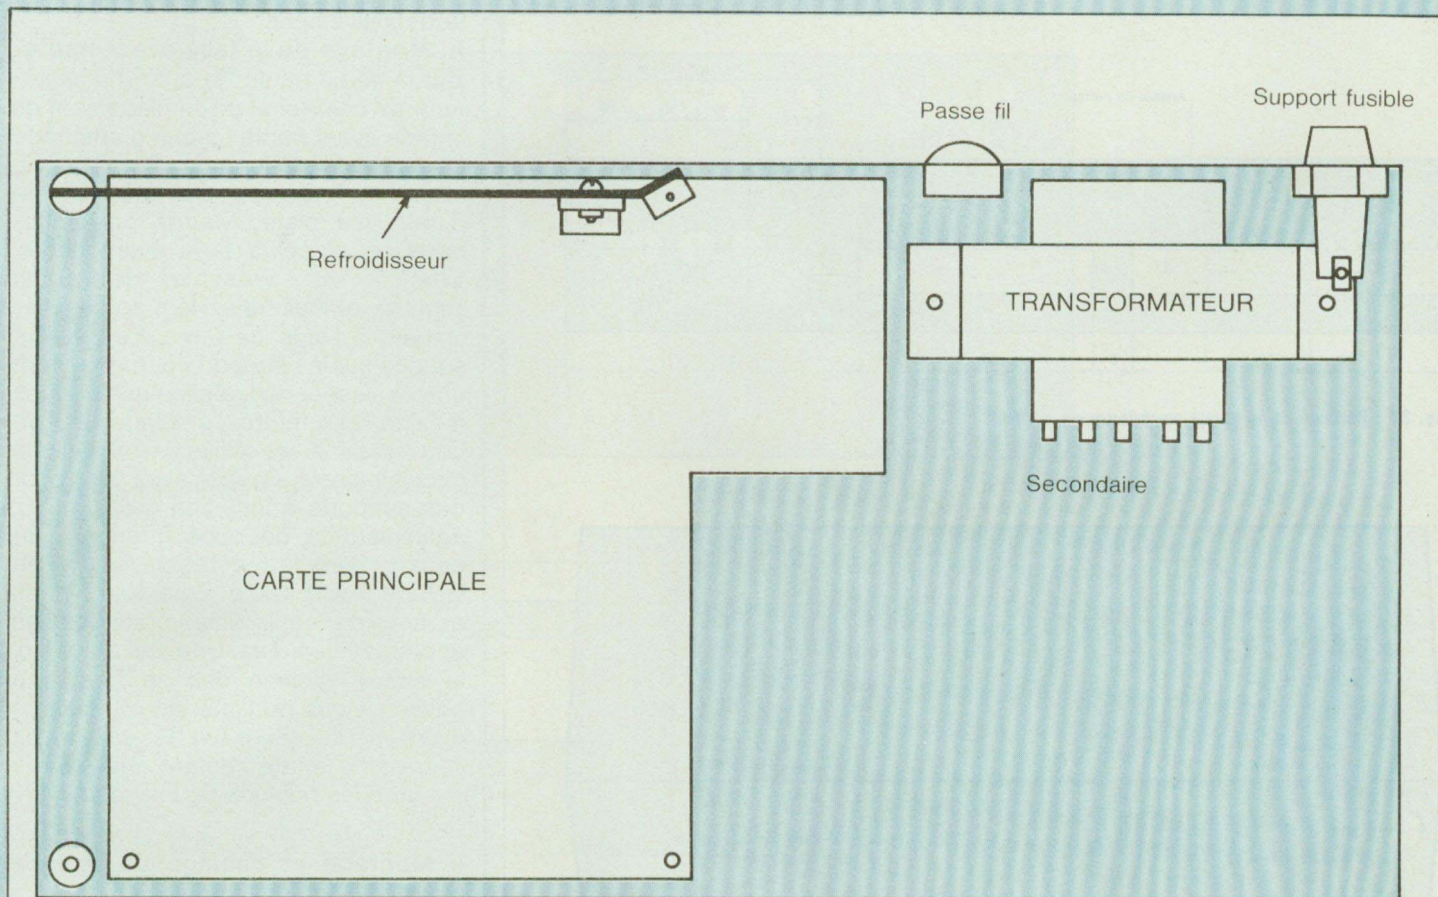 Passe fil
Support fusible
Refroidisseur
TRANSFORMATEUR
Secondaire
CARTE PRINCIPALE